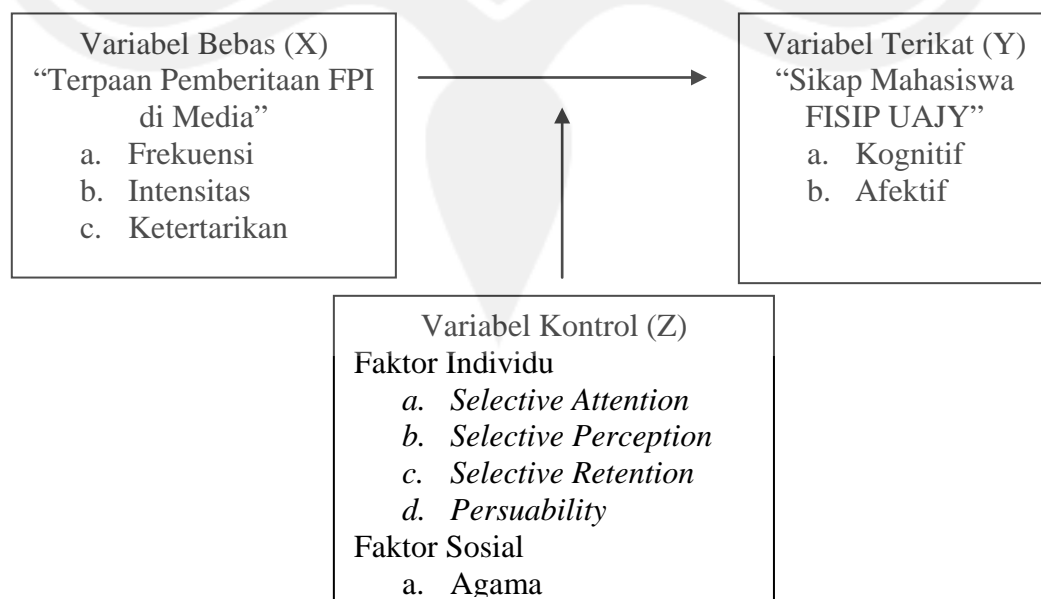 Variabel Bebas (X)
“Terpaan Pemberitaan FPI
di Media”
a. Frekuensi
b. Intensitas
c. Ketertarikan
Variabel Terikat (Y)
“Sikap Mahasiswa
FISIP UAJY”
a. Kognitif
b. Afektif
Variabel Kontrol (Z)
Faktor Individu
a. Selective Attention
b. Selective Perception
c. Selective Retention
d. Persuability
Faktor Sosial
a. Agama